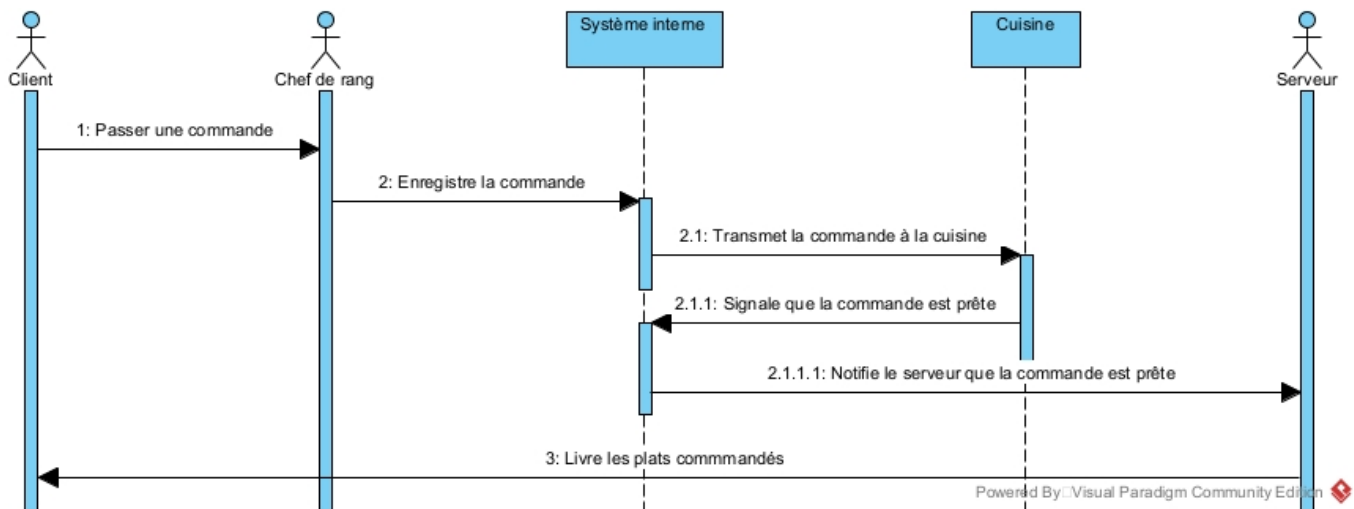 Système interne
Cuisine
Client
Chef de rang
Serveur
1: Passer une commande
2: Enregistre la commande
2.1: Transmet la commande à la cuisine
2.1.1: Signale que la commande est prête
2.1.1.1: Notifie le serveur que la commande est prête
3: Livre les plats commmandés
Powered By Visual Paradigm Community Edition